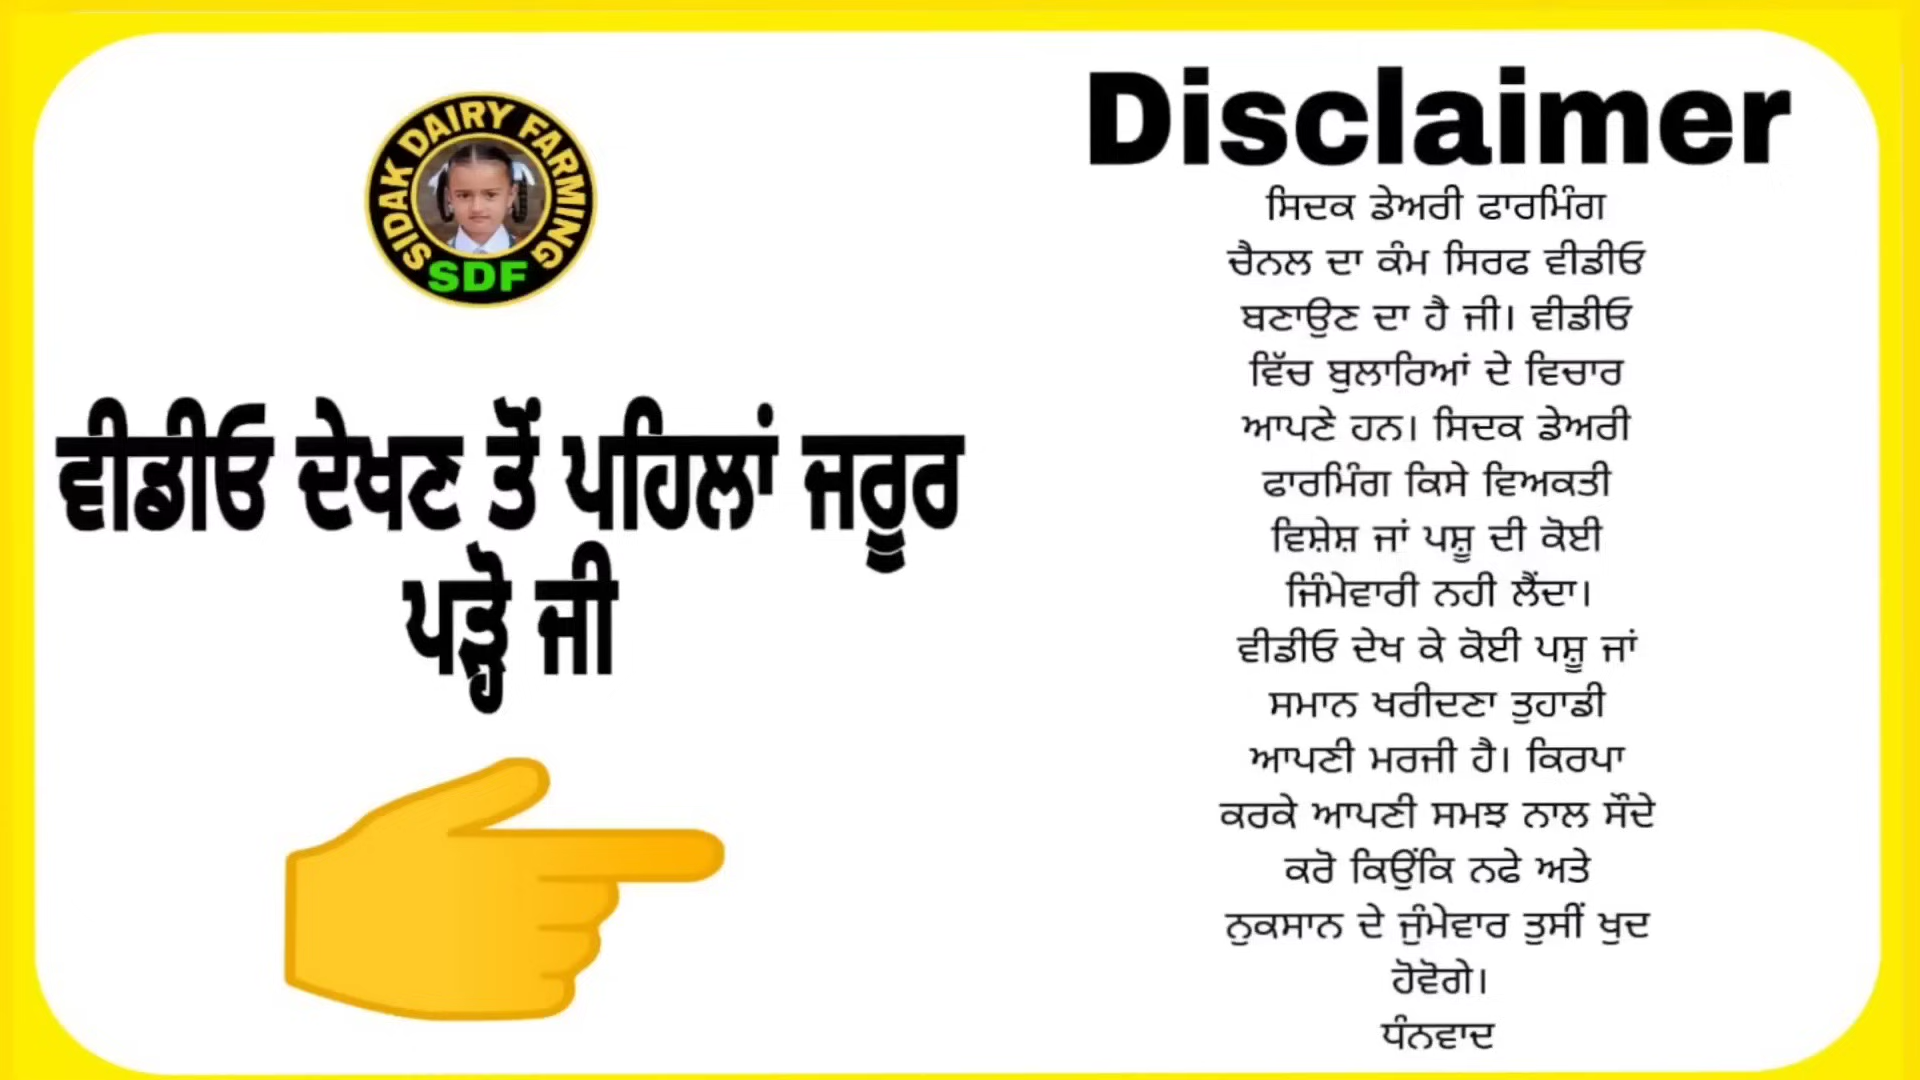 SIDAK DAIRY FARMING
SDF
ਵੀਡੀਓ ਦੇਖਣ ਤੋਂ ਪਹਿਲਾਂ ਜਰੂਰ
ਪੜ੍ਹੋ ਜੀ
Disclaimer
ਸਿਦਕ ਡੇਅਰੀ ਫਾਰਮਿੰਗ
ਚੈਨਲ ਦਾ ਕੰਮ ਸਿਰਫ ਵੀਡੀਓ
ਬਣਾਉਣ ਦਾ ਹੈ ਜੀ। ਵੀਡੀਓ
ਵਿੱਚ ਬੁਲਾਰਿਆਂ ਦੇ ਵਿਚਾਰ
ਆਪਣੇ ਹਨ। ਸਿਦਕ ਡੇਅਰੀ
ਫਾਰਮਿੰਗ ਕਿਸੇ ਵਿਅਕਤੀ
ਵਿਸ਼ੇਸ਼ ਜਾਂ ਪਸ਼ੂ ਦੀ ਕੋਈ
ਜਿੰਮੇਵਾਰੀ ਨਹੀ ਲੈਂਦਾ।
ਵੀਡੀਓ ਦੇਖ ਕੇ ਕੋਈ ਪਸ਼ੂ ਜਾਂ
ਸਮਾਨ ਖਰੀਦਣਾ ਤੁਹਾਡੀ
ਆਪਣੀ ਮਰਜੀ ਹੈ। ਕਿਰਪਾ
ਕਰਕੇ ਆਪਣੀ ਸਮਝ ਨਾਲ ਸੌਦੇ
ਕਰੋ ਕਿਉਂਕਿ ਨਫੇ ਅਤੇ
ਨੁਕਸਾਨ ਦੇ ਜੁੰਮੇਵਾਰ ਤੁਸੀਂ ਖੁਦ
ਹੋਵੋਗੇ।
ਧੰਨਵਾਦ